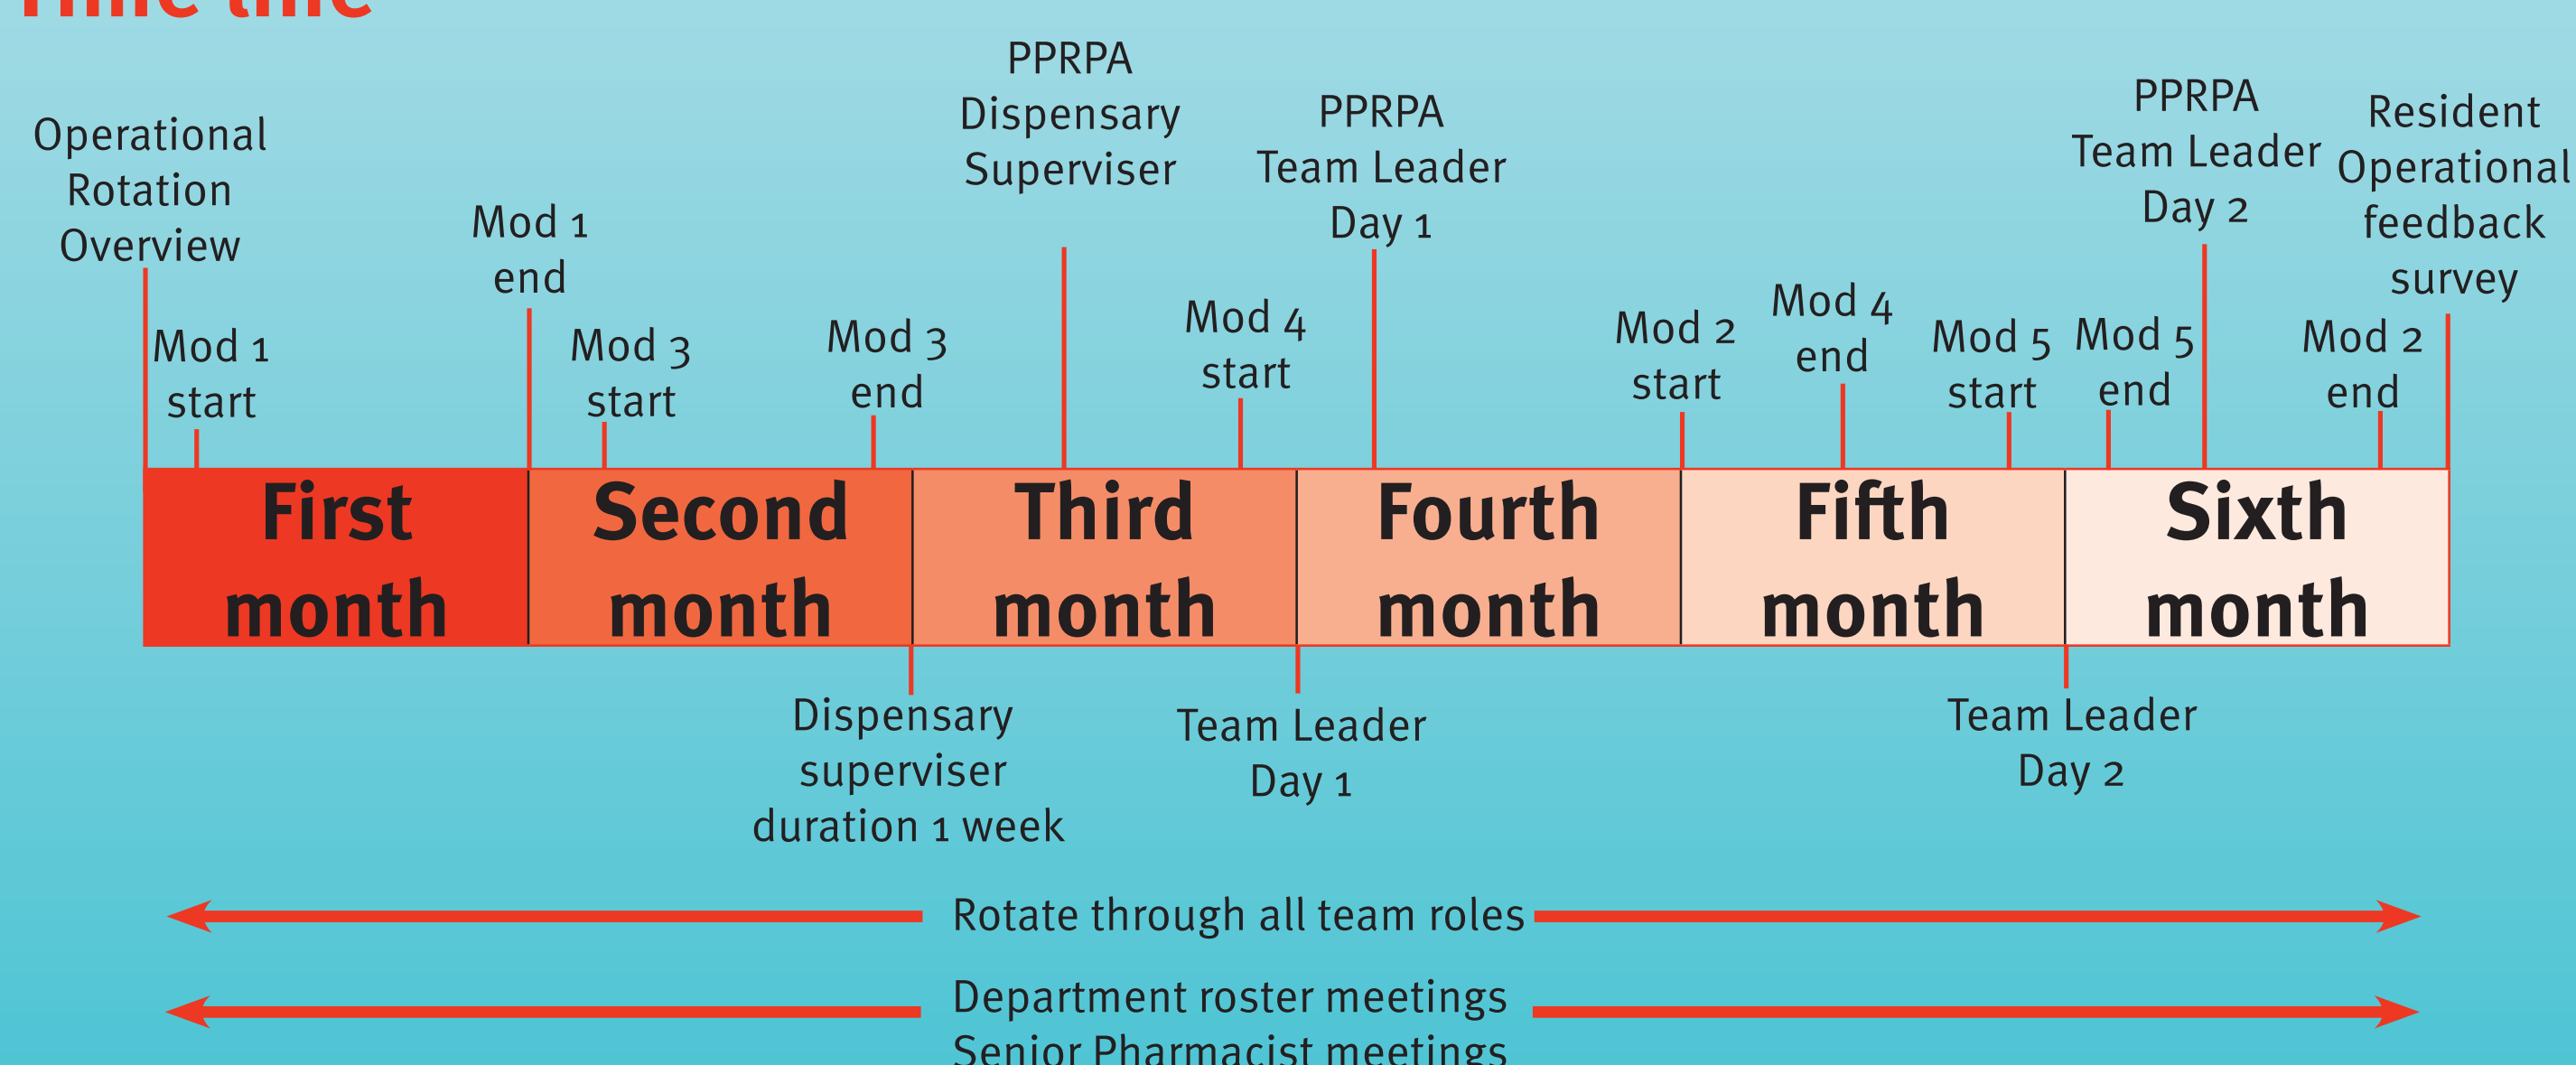 Time line
PPRPA
Dispensary
Superviser
PPRPA
Team Leader
Day 1
PPRPA
Team Leader
Day 2
Resident
Operational
feedback
survey
Operational
Rotation
Overview
Mod 1
end
Mod 1
start
Mod 3
start
Mod 3
end
Mod 4
start
Mod 2
start
Mod 4
end
Mod 5
start
Mod 5
end
Mod 2
end
First
month
Second
month
Third
month
Fourth
month
Fifth
month
Sixth
month
Dispensary
superviser
duration 1 week
Team Leader
Day 1
Team Leader
Day 2
Rotate through all team roles
Department roster meetings
Senior Pharmacist meetings